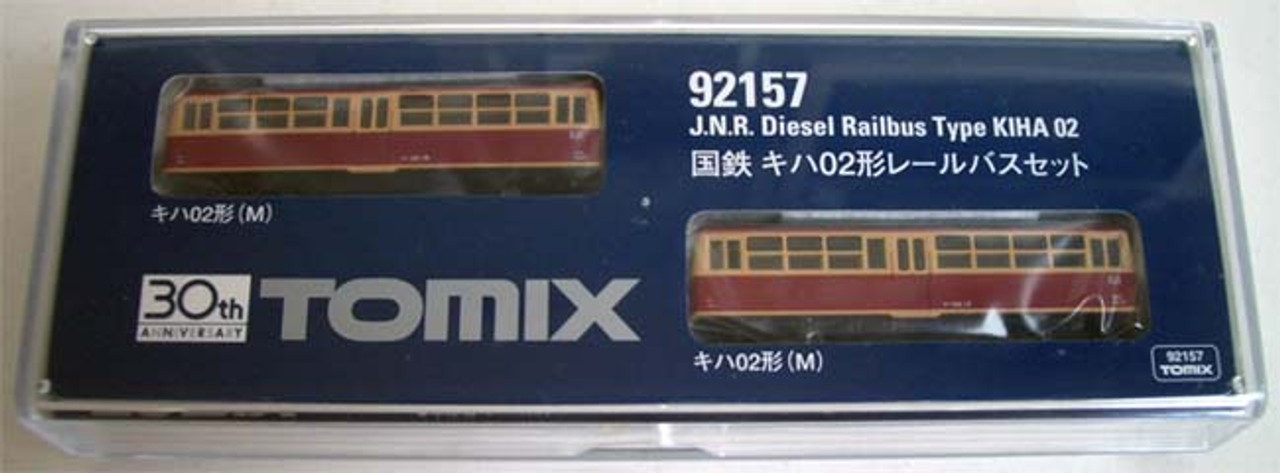 92157
J.N.R. Diesel Railbus Type KIHA 02
国鉄 キハ02形レールバスセット
キハ02形(M)
30th
ANNIVERSARY
TOMIX
キハ02形(M)
92157
TOMIX